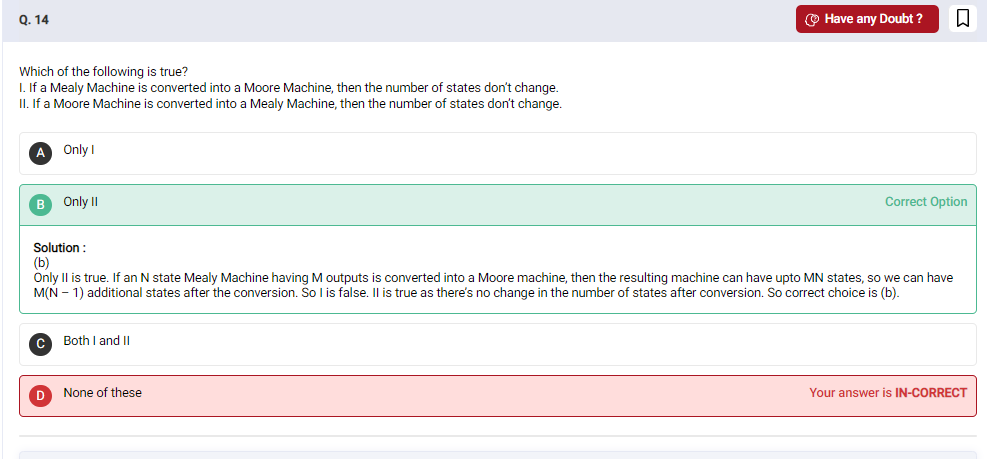 Q. 14
Have any Doubt ?
Which of the following is true?
I. If a Mealy Machine is converted into a Moore Machine, then the number of states don't change.
II. If a Moore Machine is converted into a Mealy Machine, then the number of states don't change.
A Only I
B Only II Correct Option
Solution :
(b)
Only II is true. If an N state Mealy Machine having M outputs is converted into a Moore machine, then the resulting machine can have upto MN states, so we can have
M(N − 1) additional states after the conversion. So I is false. II is true as there's no change in the number of states after conversion. So correct choice is (b).
C Both I and II
D None of these Your answer is IN-CORRECT